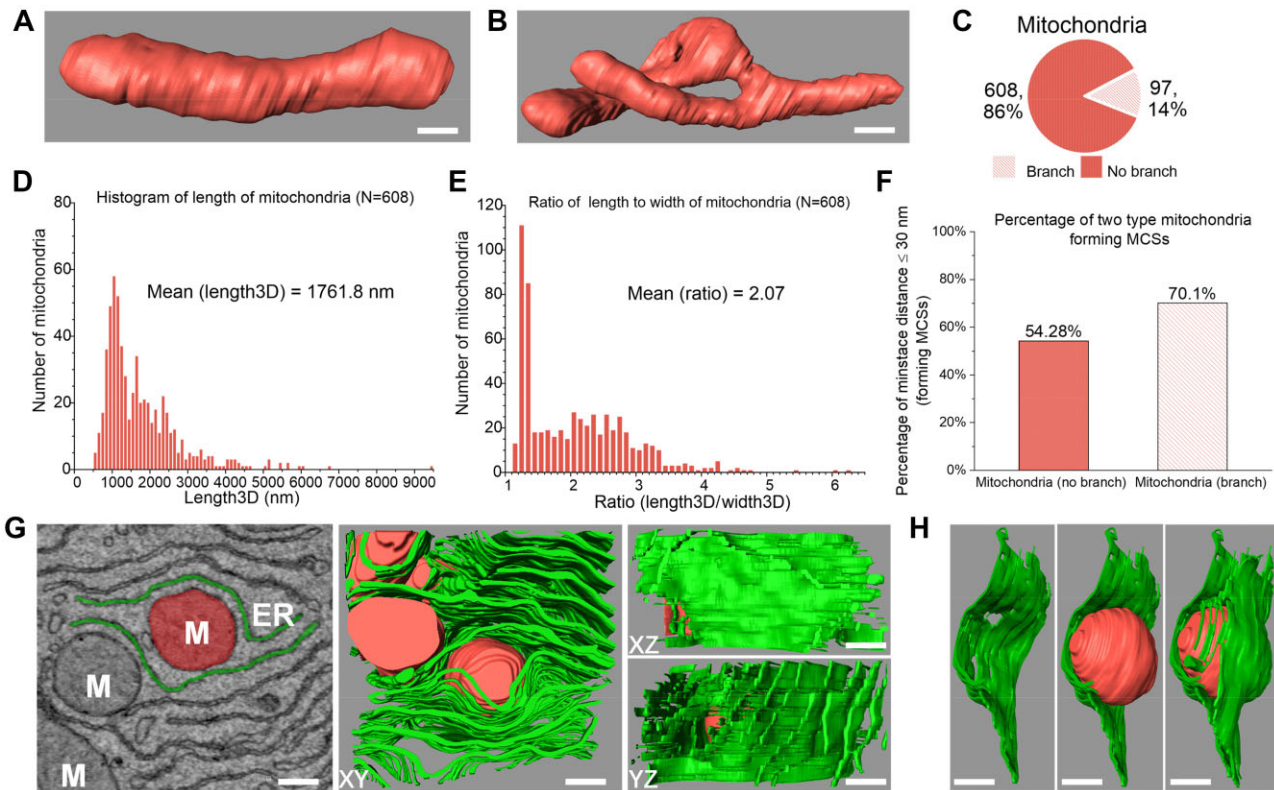 A
B
C
Mitochondria
608,
86%
97,
14%
Branch
No branch
D
Histogram of length of mitochondria (N=608)
Mean (length3D) = 1761.8 nm
Number of mitochondria
80
60
40
20
0
0 1000 2000 3000 4000 5000 6000 7000 8000 9000
Length3D (nm)
E
Ratio of length to width of mitochondria (N=608)
Mean (ratio) = 2.07
Number of mitochondria
120
100
80
60
40
20
0
1 2 3 4 5 6
Ratio (length3D/width3D)
F
Percentage of two type mitochondria
forming MCSs
Percentage of minstace distance ≤ 30 nm
(forming MCSs)
100%
80%
60%
40%
20%
0%
54.28%
70.1%
Mitochondria (no branch)
Mitochondria (branch)
G
ER
M
M
M
XY
XZ
YZ
H